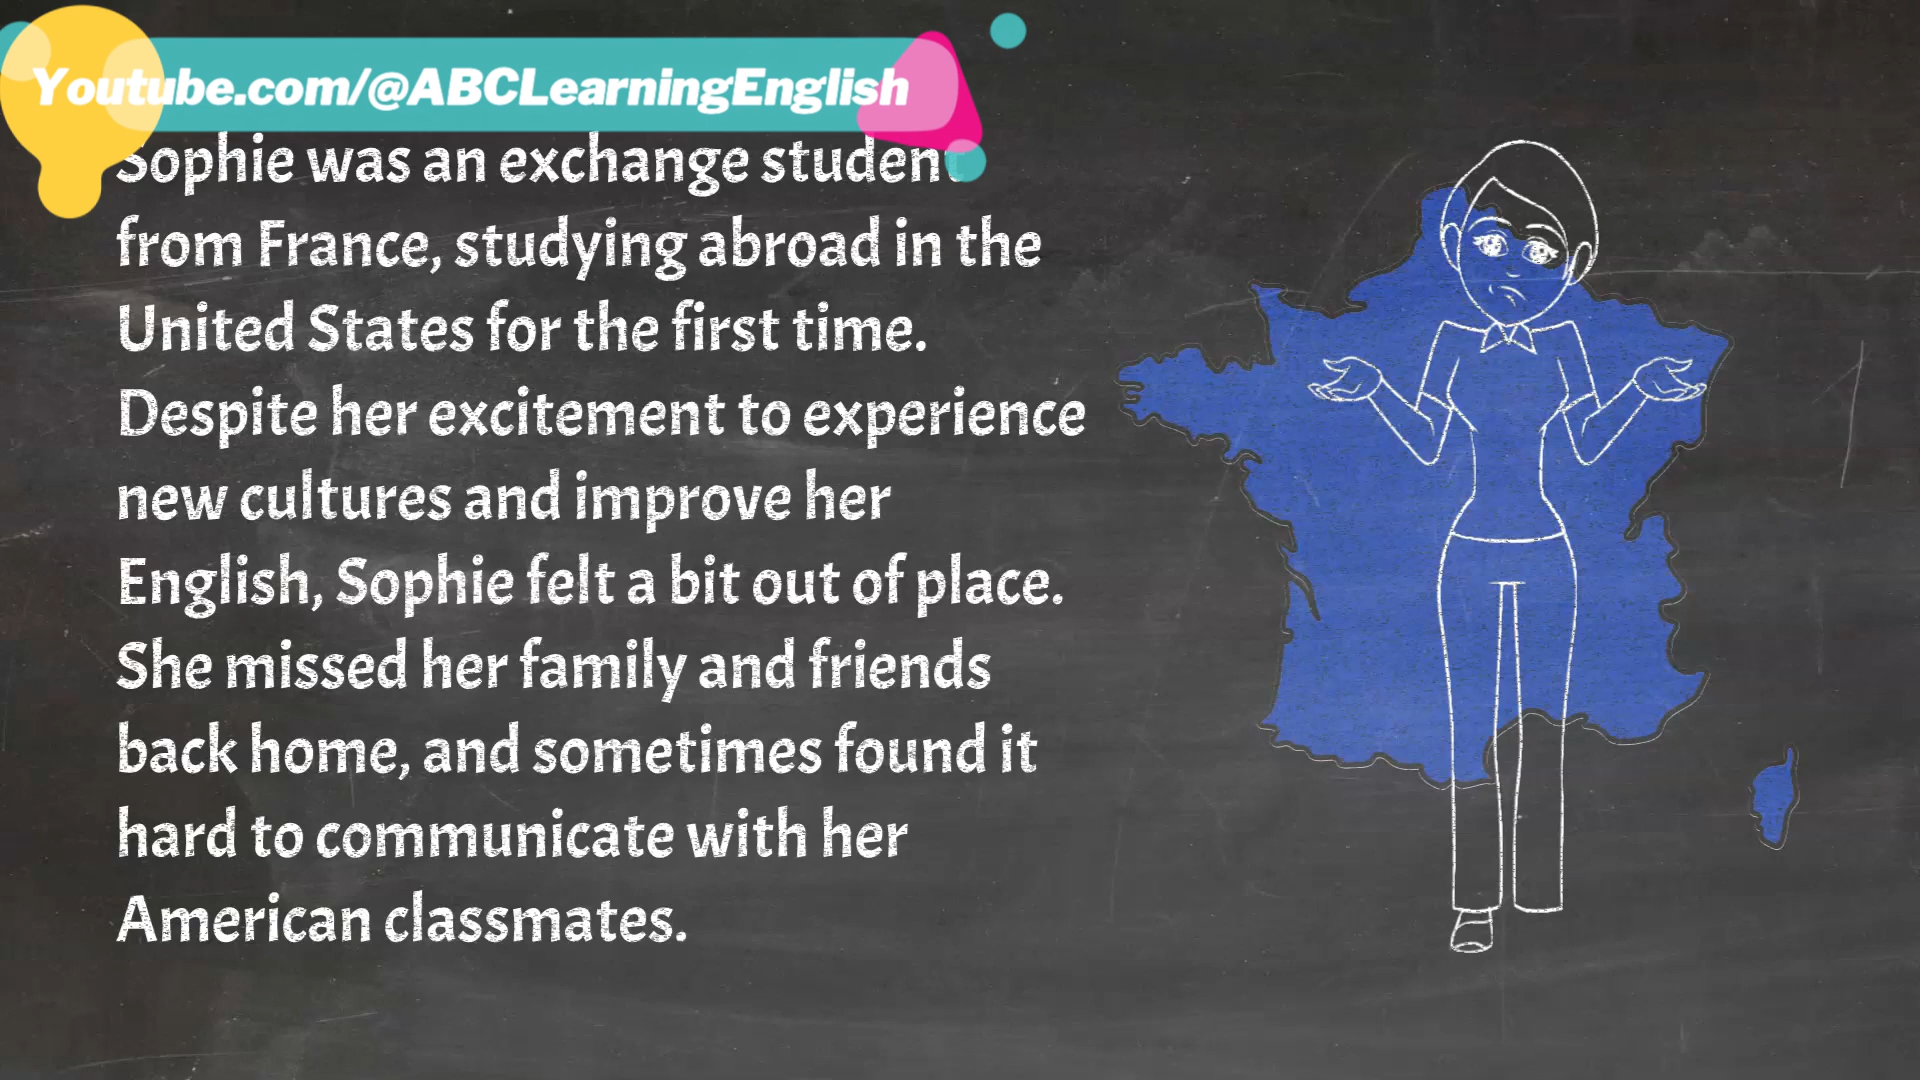 Youtube.com/@ABCLearningEnglish
Sophie was an exchange student
from France, studying abroad in the
United States for the first time.
Despite her excitement to experience
new cultures and improve her
English, Sophie felt a bit out of place.
She missed her family and friends
back home, and sometimes found it
hard to communicate with her
American classmates.